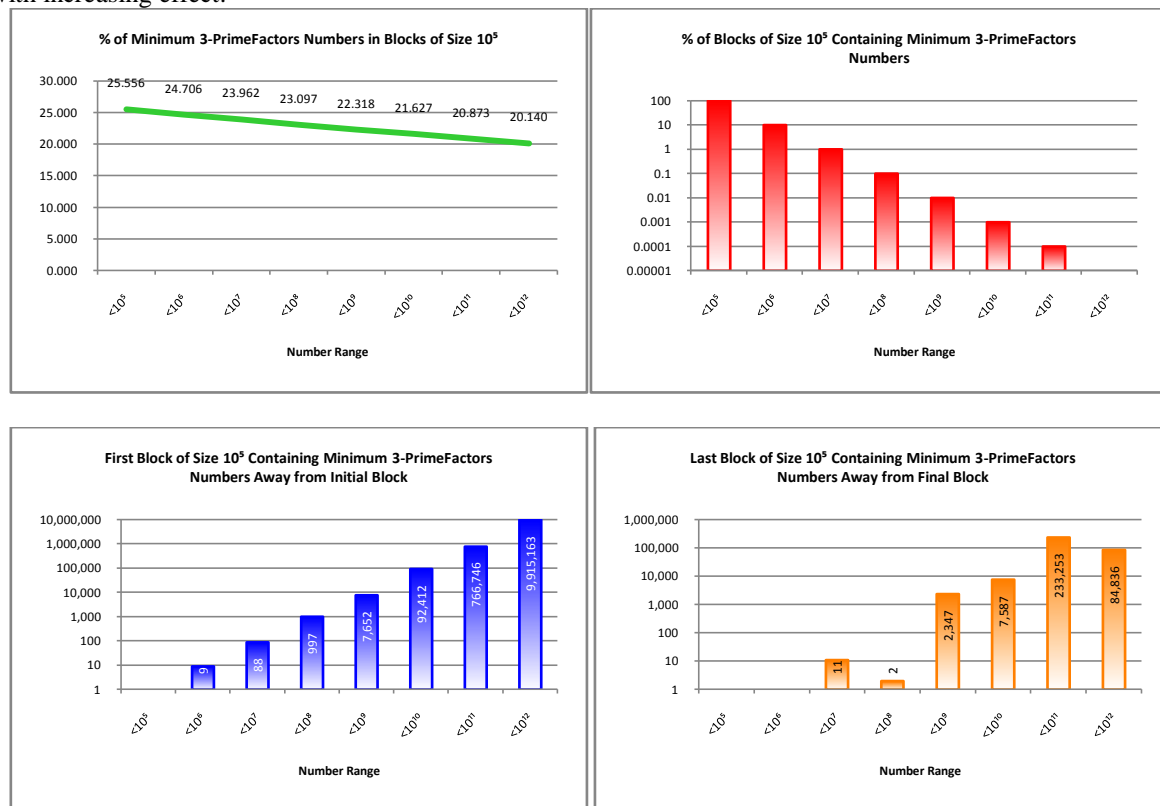 with increasing effect.
% of Minimum 3-PrimeFactors Numbers in Blocks of Size 10⁵
30.000
25.000
20.000
15.000
10.000
5.000
0.000
25.556 24.706 23.962 23.097 22.318 21.627 20.873 20.140
<10⁵ <10⁶ <10⁷ <10⁸ <10⁹ <10¹⁰ <10¹¹ <10¹²
Number Range
% of Blocks of Size 10⁵ Containing Minimum 3-PrimeFactors
Numbers
100
10
1
0.1
0.01
0.001
0.0001
0.00001
<10⁵ <10⁶ <10⁷ <10⁸ <10⁹ <10¹⁰ <10¹¹ <10¹²
Number Range
First Block of Size 10⁵ Containing Minimum 3-PrimeFactors
Numbers Away from Initial Block
10,000,000
1,000,000
100,000
10,000
1,000
100
10
1
9 88 997 7,652 92,412 766,746 9,915,163
<10⁵ <10⁶ <10⁷ <10⁸ <10⁹ <10¹⁰ <10¹¹ <10¹²
Number Range
Last Block of Size 10⁵ Containing Minimum 3-PrimeFactors
Numbers Away from Final Block
1,000,000
100,000
10,000
1,000
100
10
1
11 2 2,347 7,587 233,253 84,836
<10⁵ <10⁶ <10⁷ <10⁸ <10⁹ <10¹⁰ <10¹¹ <10¹²
Number Range